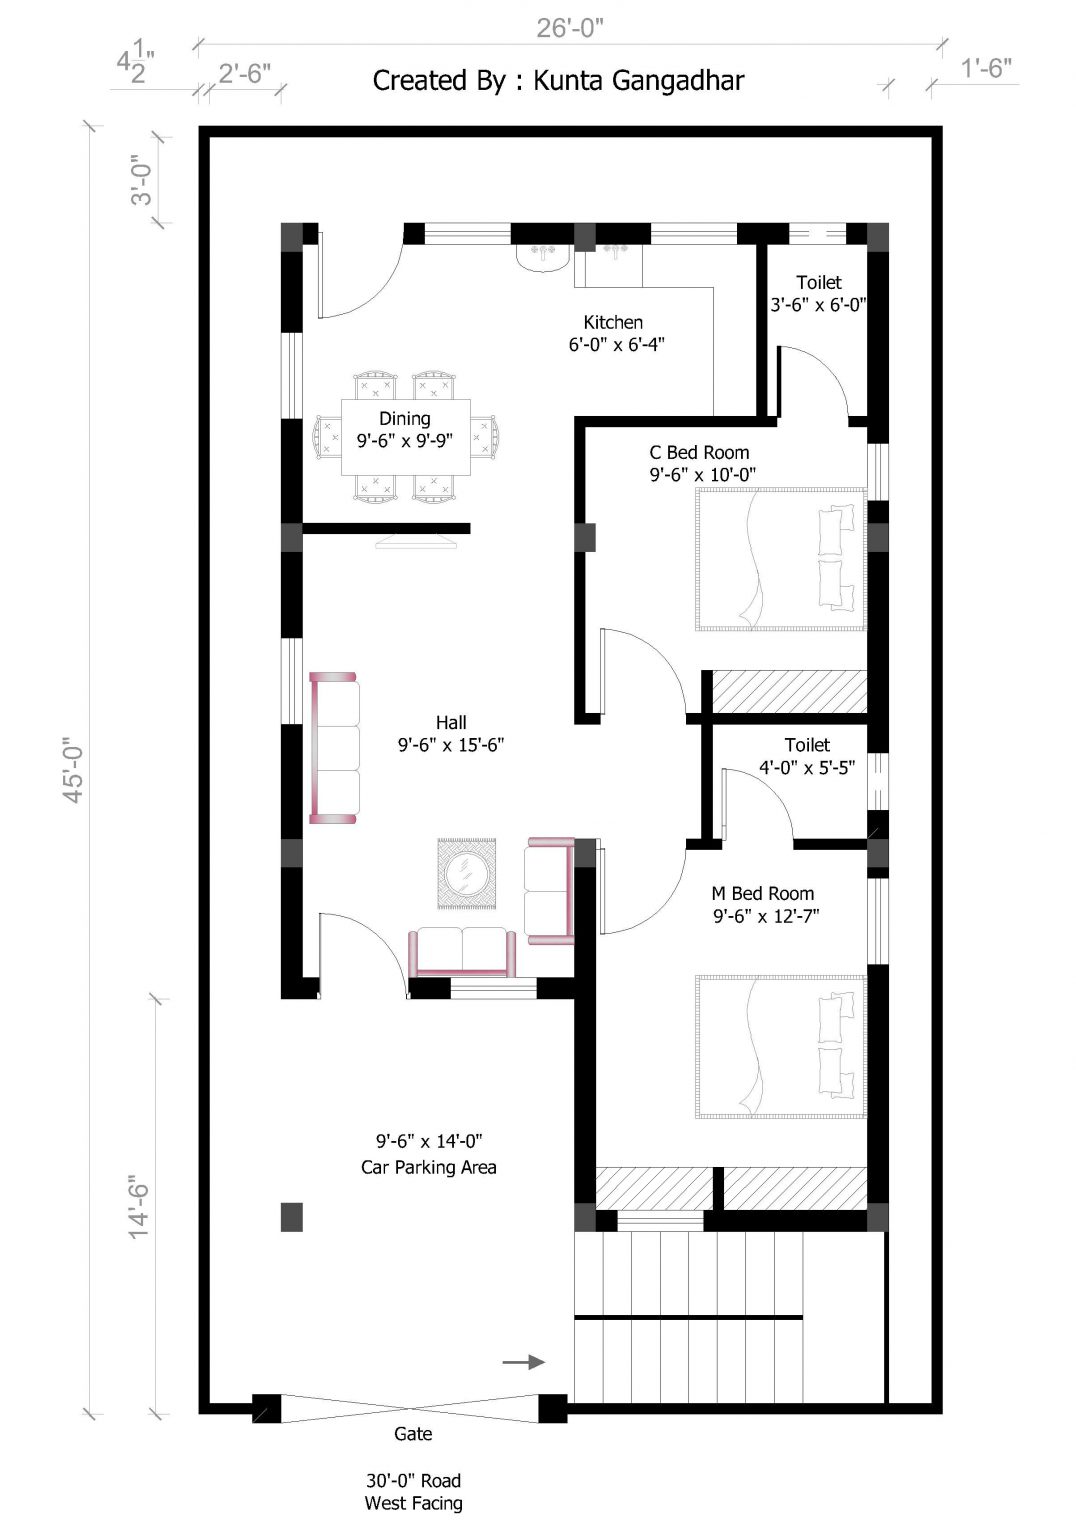 26'-0"
4 1/2"
2'-6"
1'-6"
Created By : Kunta Gangadhar
3'-0"
Toilet
3'-6" x 6'-0"
Kitchen
6'-0" x 6'-4"
Dining
9'-6" x 9'-9"
C Bed Room
9'-6" x 10'-0"
Hall
9'-6" x 15'-6"
Toilet
4'-0" x 5'-5"
45'-0"
M Bed Room
9'-6" x 12'-7"
9'-6" x 14'-0"
Car Parking Area
14'-6"
Gate
30'-0" Road
West Facing